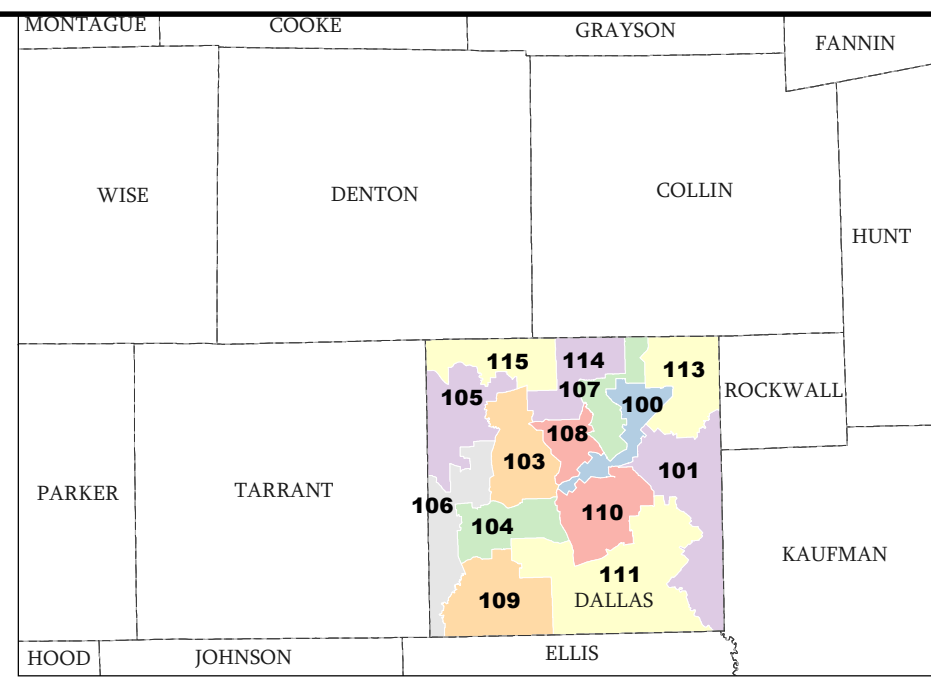 MONTAGUE
COOKE
GRAYSON
FANNIN
WISE
DENTON
COLLIN
HUNT
115
114
113
107
105
100
ROCKWALL
108
103
101
PARKER
TARRANT
106
104
110
KAUFMAN
111
109
DALLAS
HOOD
JOHNSON
ELLIS